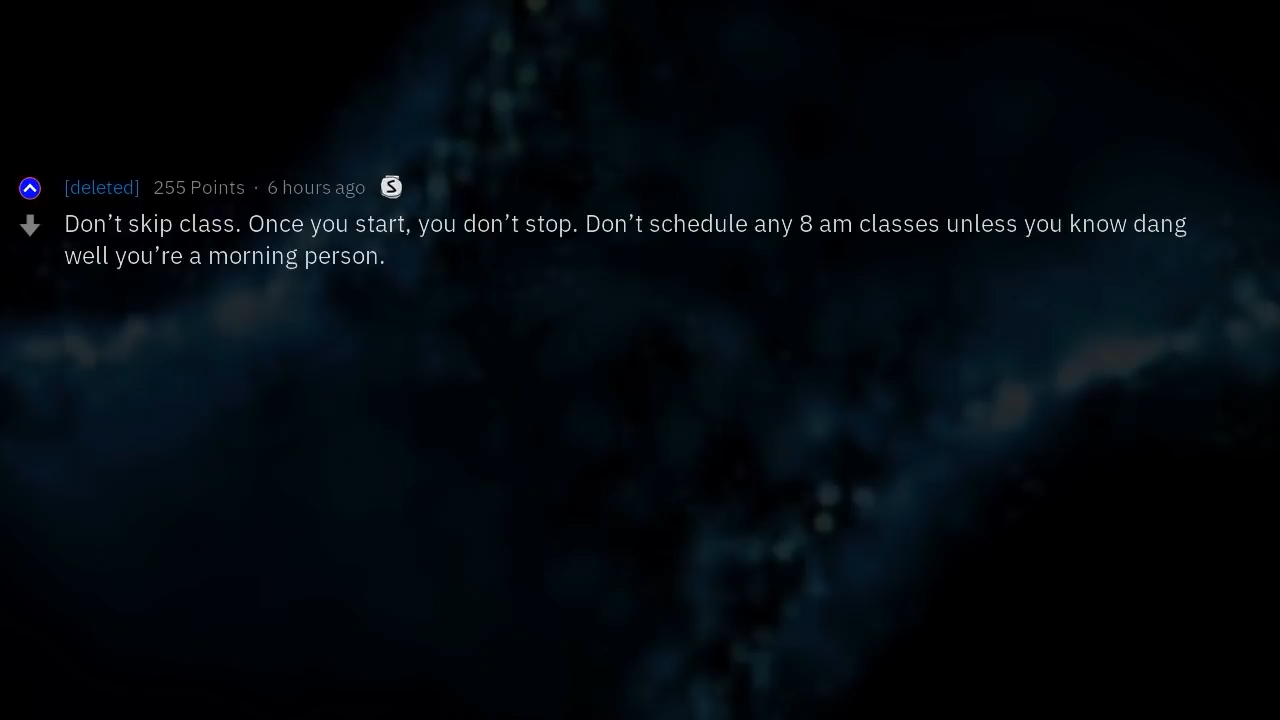 [deleted] 255 Points · 6 hours ago S
Don’t skip class. Once you start, you don’t stop. Don’t schedule any 8 am classes unless you know dang
well you’re a morning person.